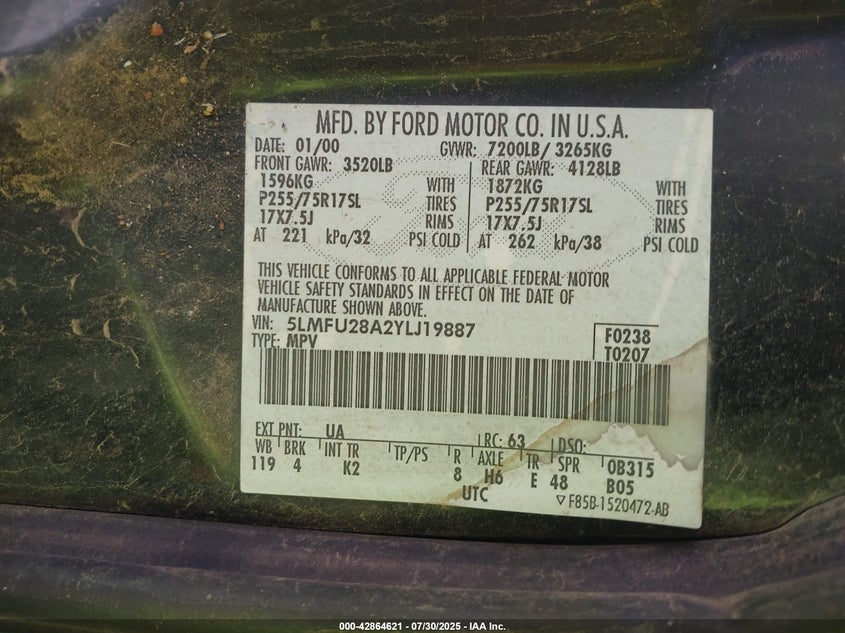 MFD. BY FORD MOTOR CO. IN U.S.A.
DATE: 01/00 GVWR: 7200LB/ 3265KG
FRONT GAWR: 3520LB REAR GAWR: 4128LB
1596KG WITH 1872KG WITH
P255/75R17SL TIRES P255/75R17SL TIRES
17X7.5J RIMS 17X7.5J RIMS
AT 221 kPa/32 PSI COLD AT 262 kPa/38 PSI COLD
THIS VEHICLE CONFORMS TO ALL APPLICABLE FEDERAL MOTOR
VEHICLE SAFETY STANDARDS IN EFFECT ON THE DATE OF
MANUFACTURE SHOWN ABOVE.
VIN: 5LMFU28A2YLJ19887 F0238
TYPE: MPV T0207
EXT PNT: UA RC: 63 DSO:
WB BRK INT TR TP/PS R AXLE TR SPR 0B315
119 4 K2 8 H6 E 48 B05
UTC ▽ F85B-1520472-AB
000-42864621 - 07/30/2025 - IAA Inc.